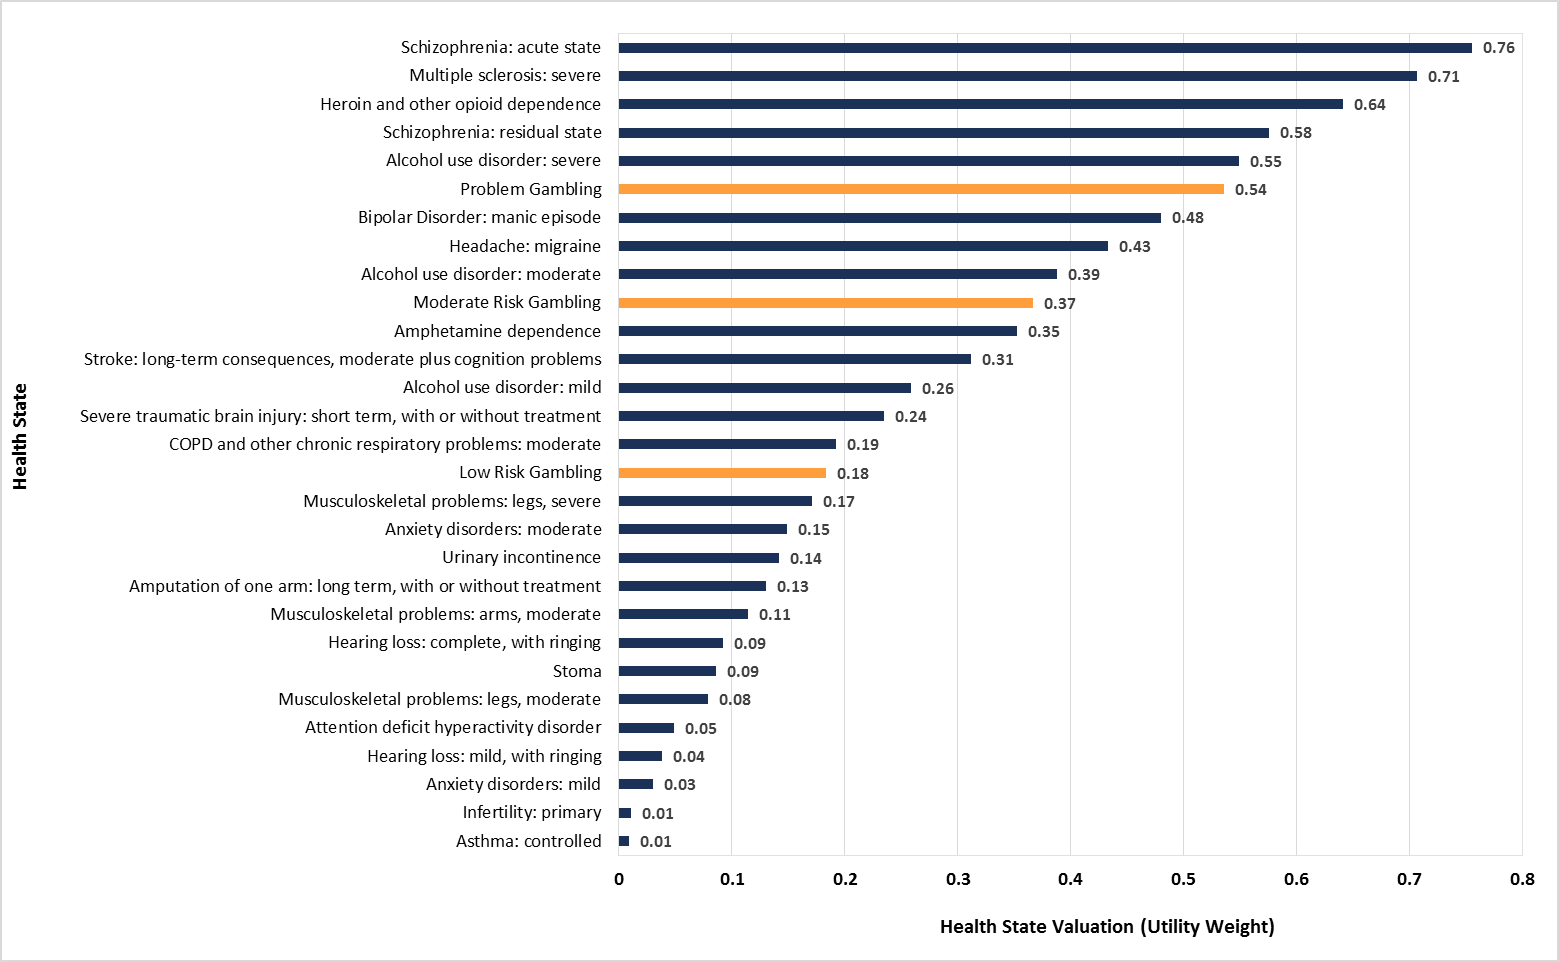 Schizophrenia: acute state 0.76
Multiple sclerosis: severe 0.71
Heroin and other opioid dependence 0.64
Schizophrenia: residual state 0.58
Alcohol use disorder: severe 0.55
Problem Gambling 0.54
Bipolar Disorder: manic episode 0.48
Headache: migraine 0.43
Alcohol use disorder: moderate 0.39
Moderate Risk Gambling 0.37
Amphetamine dependence 0.35
Stroke: long-term consequences, moderate plus cognition problems 0.31
Alcohol use disorder: mild 0.26
Severe traumatic brain injury: short term, with or without treatment 0.24
COPD and other chronic respiratory problems: moderate 0.19
Low Risk Gambling 0.18
Musculoskeletal problems: legs, severe 0.17
Anxiety disorders: moderate 0.15
Urinary incontinence 0.14
Amputation of one arm: long term, with or without treatment 0.13
Musculoskeletal problems: arms, moderate 0.11
Hearing loss: complete, with ringing 0.09
Stoma 0.09
Musculoskeletal problems: legs, moderate 0.08
Attention deficit hyperactivity disorder 0.05
Hearing loss: mild, with ringing 0.04
Anxiety disorders: mild 0.03
Infertility: primary 0.01
Asthma: controlled 0.01
0 0.1 0.2 0.3 0.4 0.5 0.6 0.7 0.8
Health State Valuation (Utility Weight)
Health State